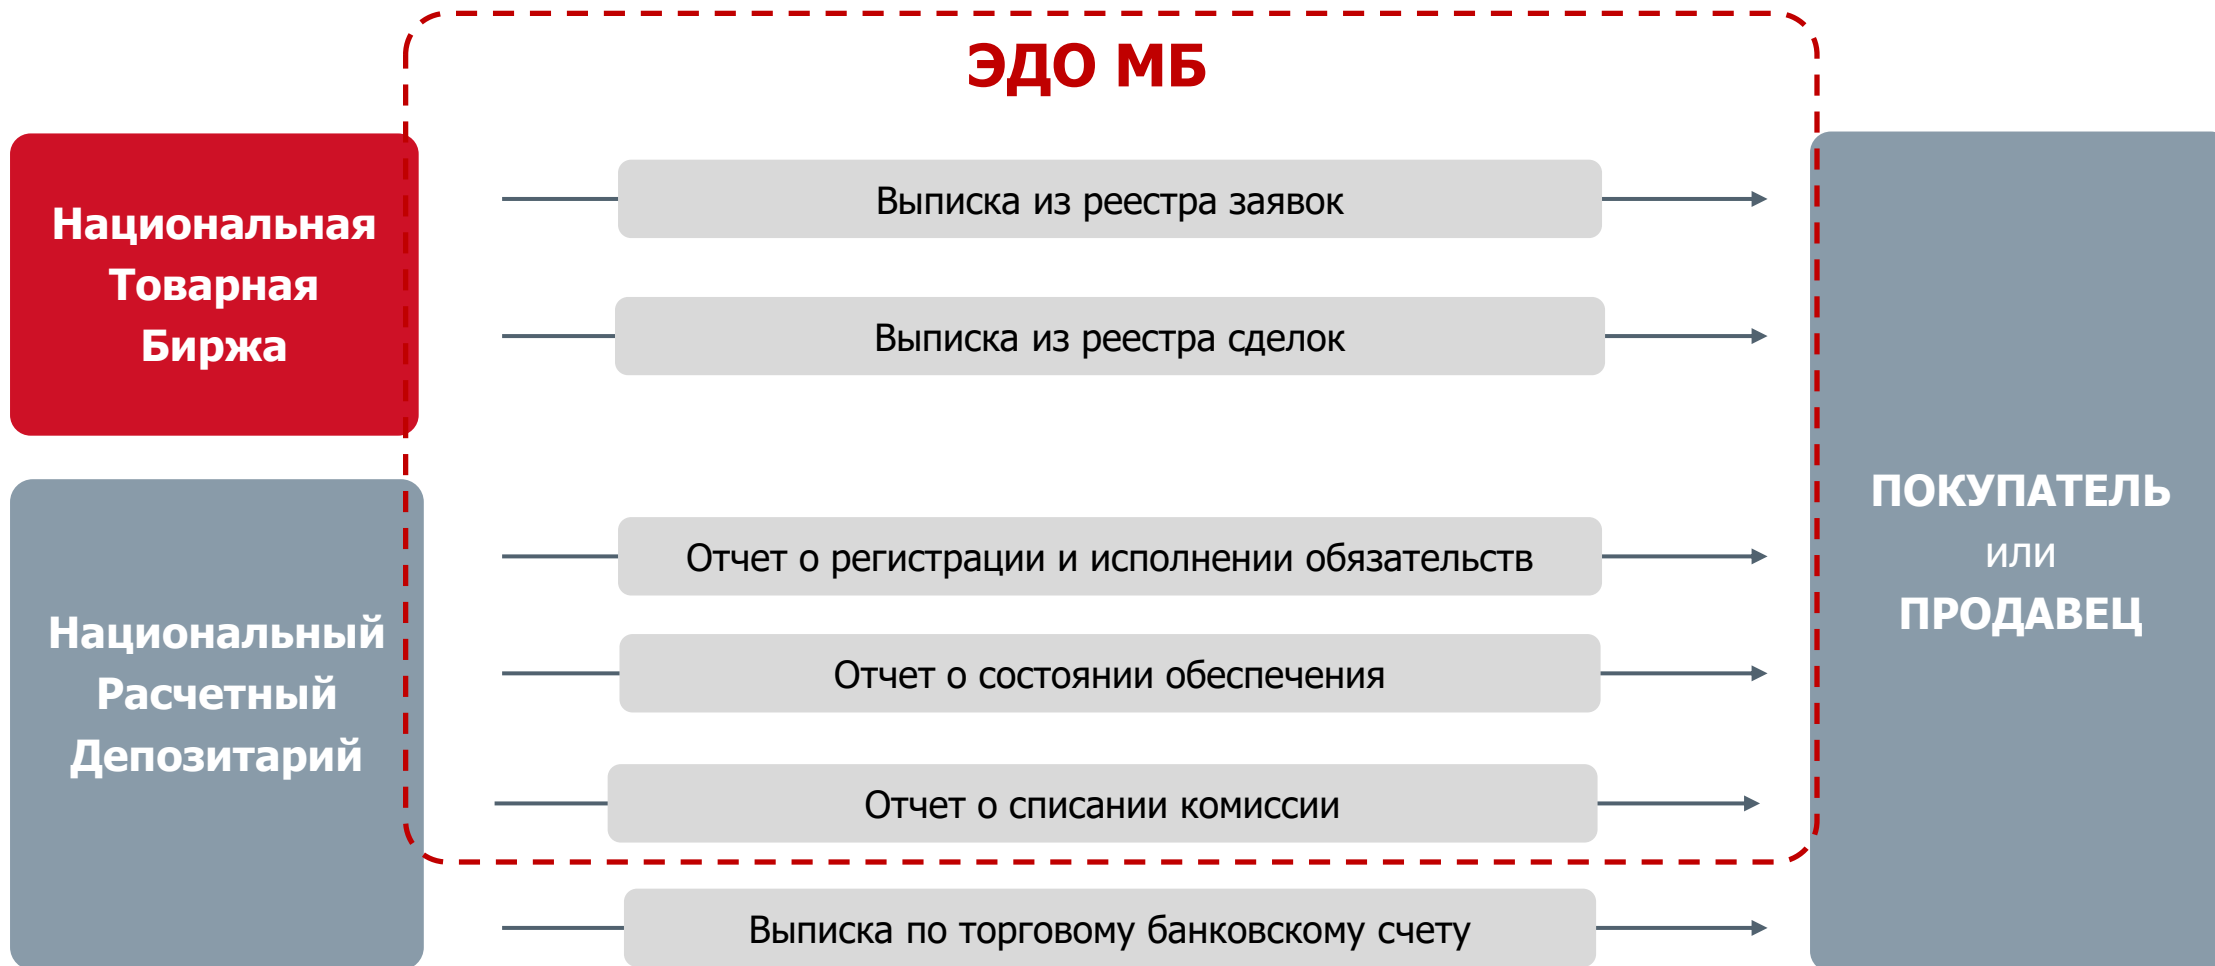 ЭДО МБ
Национальная
Товарная
Биржа
Выписка из реестра заявок
Выписка из реестра сделок
Национальный
Расчетный
Депозитарий
Отчет о регистрации и исполнении обязательств
Отчет о состоянии обеспечения
Отчет о списании комиссии
Выписка по торговому банковскому счету
ПОКУПАТЕЛЬ
или
ПРОДАВЕЦ